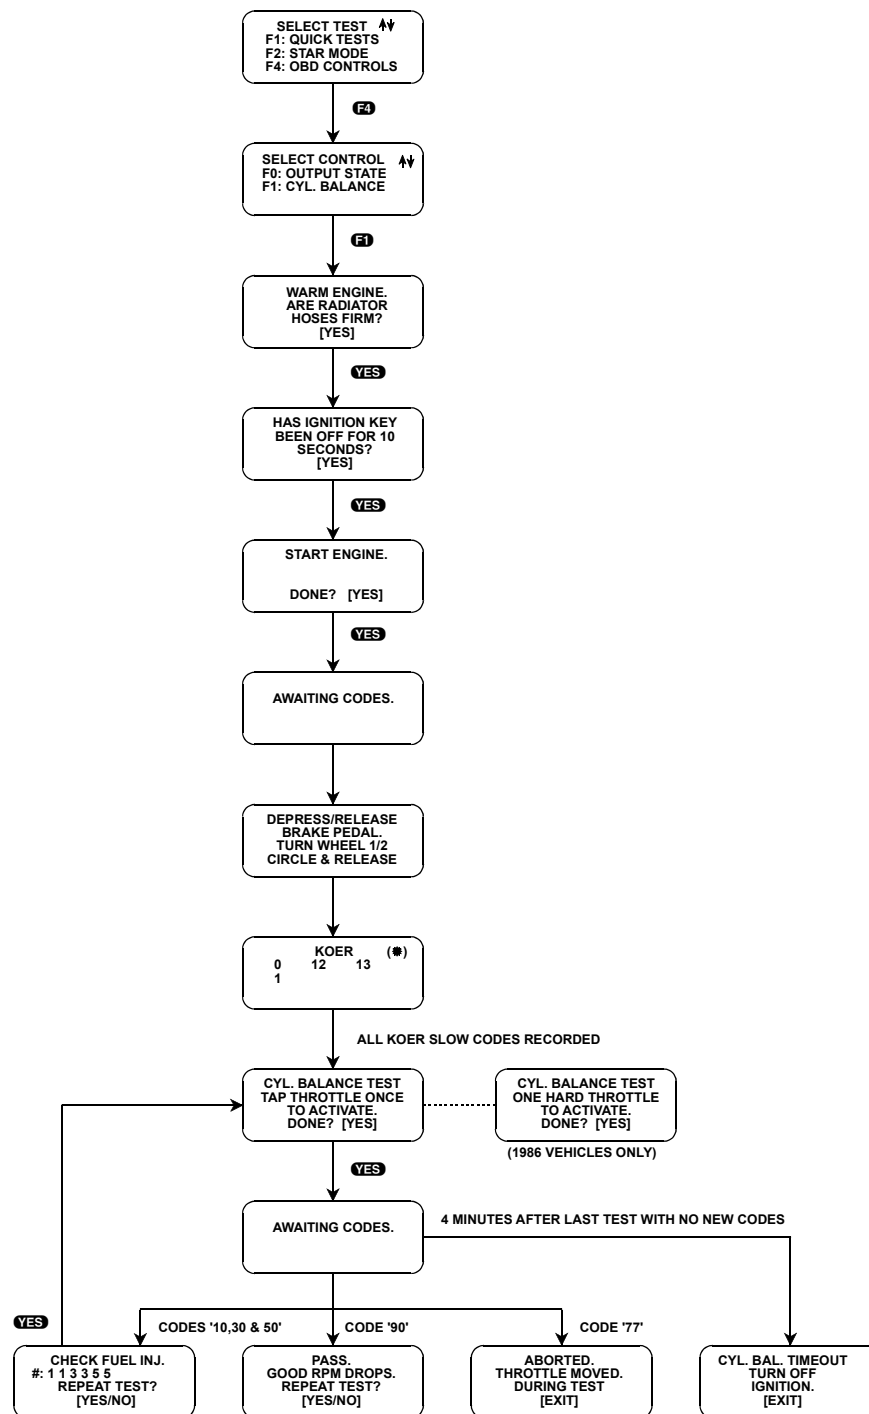 SELECT TEST
F1: QUICK TESTS
F2: STAR MODE
F4: OBD CONTROLS
F4
SELECT CONTROL
F0: OUTPUT STATE
F1: CYL. BALANCE
F1
WARM ENGINE.
ARE RADIATOR
HOSES FIRM?
[YES]
YES
HAS IGNITION KEY
BEEN OFF FOR 10
SECONDS?
[YES]
YES
START ENGINE.
DONE? [YES]
YES
AWAITING CODES.
DEPRESS/RELEASE
BRAKE PEDAL.
TURN WHEEL 1/2
CIRCLE & RELEASE
KOER (✹)
0 12 13
1
ALL KOER SLOW CODES RECORDED
CYL. BALANCE TEST
TAP THROTTLE ONCE
TO ACTIVATE.
DONE? [YES]
CYL. BALANCE TEST
ONE HARD THROTTLE
TO ACTIVATE.
DONE? [YES]
(1986 VEHICLES ONLY)
YES
AWAITING CODES.
4 MINUTES AFTER LAST TEST WITH NO NEW CODES
YES
CODES '10,30 & 50'
CODE '90'
CODE '77'
CHECK FUEL INJ.
#: 1 1 3 3 5 5
REPEAT TEST?
[YES/NO]
PASS.
GOOD RPM DROPS.
REPEAT TEST?
[YES/NO]
ABORTED.
THROTTLE MOVED.
DURING TEST
[EXIT]
CYL. BAL. TIMEOUT
TURN OFF
IGNITION.
[EXIT]